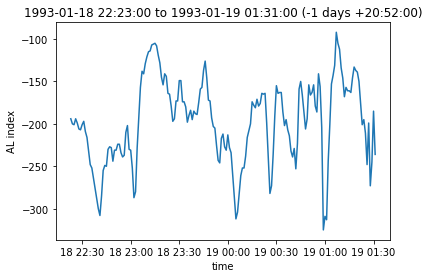 1993-01-18 22:23:00 to 1993-01-19 01:31:00 (-1 days +20:52:00)
−100
−150
−200
−250
−300
AL index
18 22:30 18 23:00 18 23:30 19 00:00 19 00:30 19 01:00 19 01:30
time